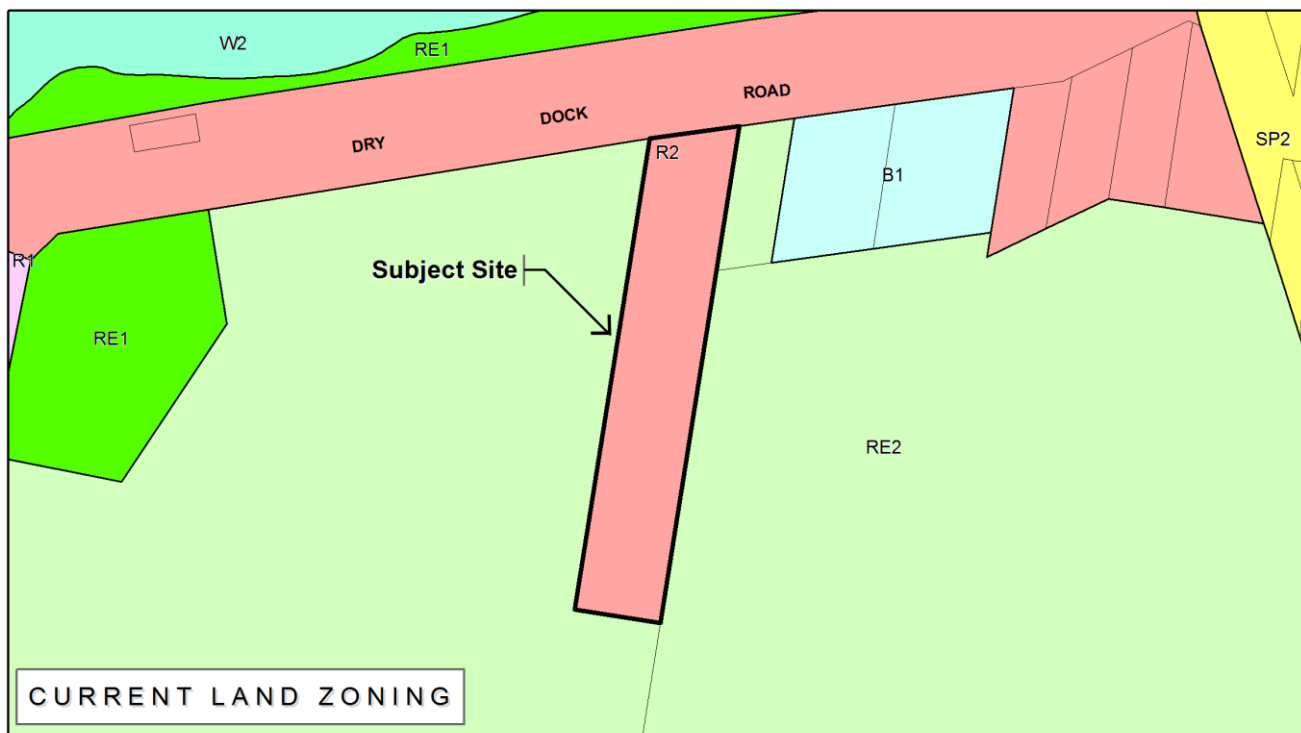 W2
RE1
DRY DOCK ROAD
SP2
R2
B1
R1
Subject Site
RE1
RE2
CURRENT LAND ZONING